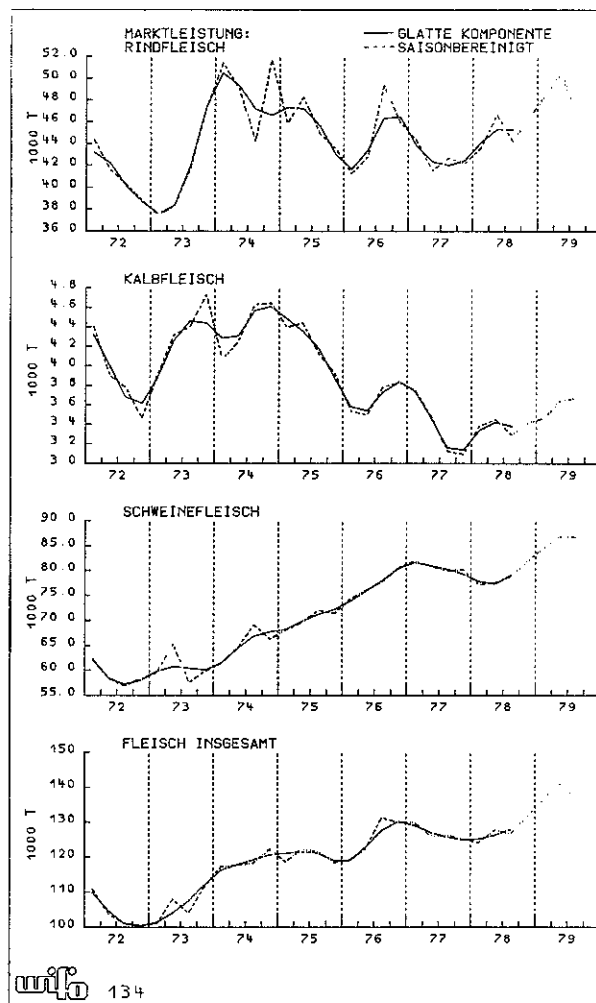 MARKTLEISTUNG:
RINDFLEISCH
GLATTE KOMPONENTE
SAISONBEREINIGT
1000 T
52.0
50 0
48 0
46 0
44 0
42 0
40 0
38 0
36 0
72 73 74 75 76 77 78 79
KALBFLEISCH
1000 T
4.8
4 6
4 4
4 2
4 0
3 8
3 6
3 4
3 2
3 0
72 73 74 75 76 77 78 79
SCHWEINEFLEISCH
1000 T
90.0
85.0
80.0
75.0
70.0
65.0
60.0
55.0
72 73 74 75 76 77 78 79
FLEISCH INSGESAMT
1000 T
150
140
130
120
110
100
72 73 74 75 76 77 78 79
wifo 134